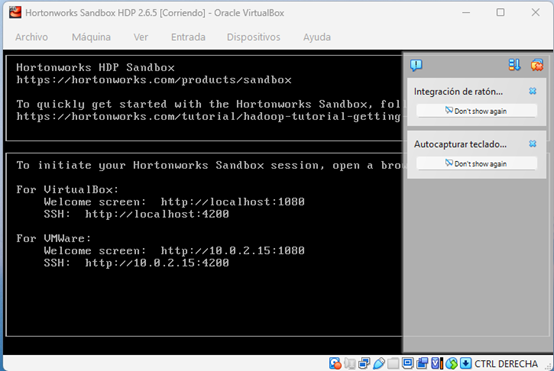 Hortonworks Sandbox HDP 2.6.5 [Corriendo] - Oracle VirtualBox
Archivo Máquina Ver Entrada Dispositivos Ayuda
Hortonworks HDP Sandbox
https://hortonworks.com/products/sandbox
To quickly get started with the Hortonworks Sandbox, fol
https://hortonworks.com/tutorial/hadoop-tutorial-getting
Integración de ratón...
Don't show again
Autocapturar teclado...
Don't show again
To initiate your Hortonworks Sandbox session, open a brow
For VirtualBox:
Welcome screen: http://localhost:1080
SSH: http://localhost:4200
For VMWare:
Welcome screen: http://10.0.2.15:1080
SSH: http://10.0.2.15:4200
CTRL DERECHA